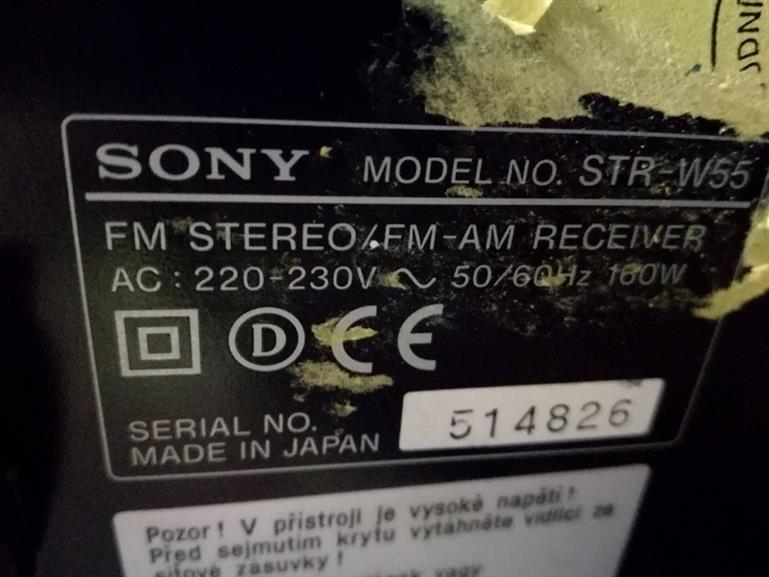 SONY MODEL NO. STR-W55
FM STEREO/FM-AM RECEIVER
AC : 220-230V ～ 50/60Hz 160W
D CE
SERIAL NO. 514826
MADE IN JAPAN
Pozor ! V přístroji je vysoké napětí !
Před sejmutím krytu vytáhněte vidlici ze
síťové zásuvky !